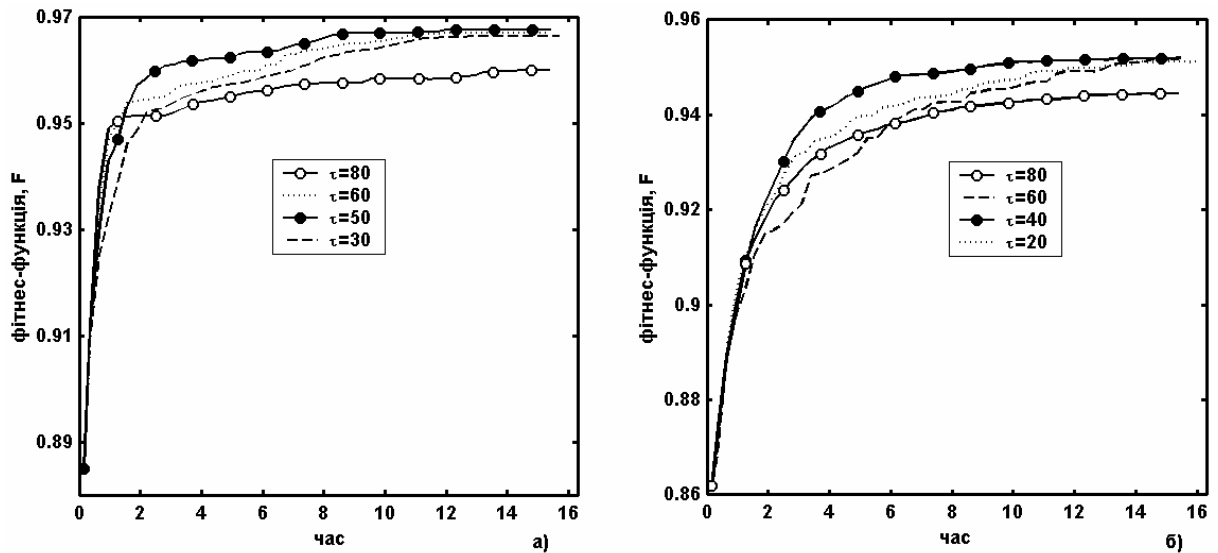 0.97
0.95
0.93
0.91
0.89
фітнес-функція, F
τ=80
τ=60
τ=50
τ=30
0 2 4 6 8 10 12 14 16
час
а)
0.96
0.94
0.92
0.9
0.88
0.86
фітнес-функція, F
τ=80
τ=60
τ=40
τ=20
0 2 4 6 8 10 12 14 16
час
б)